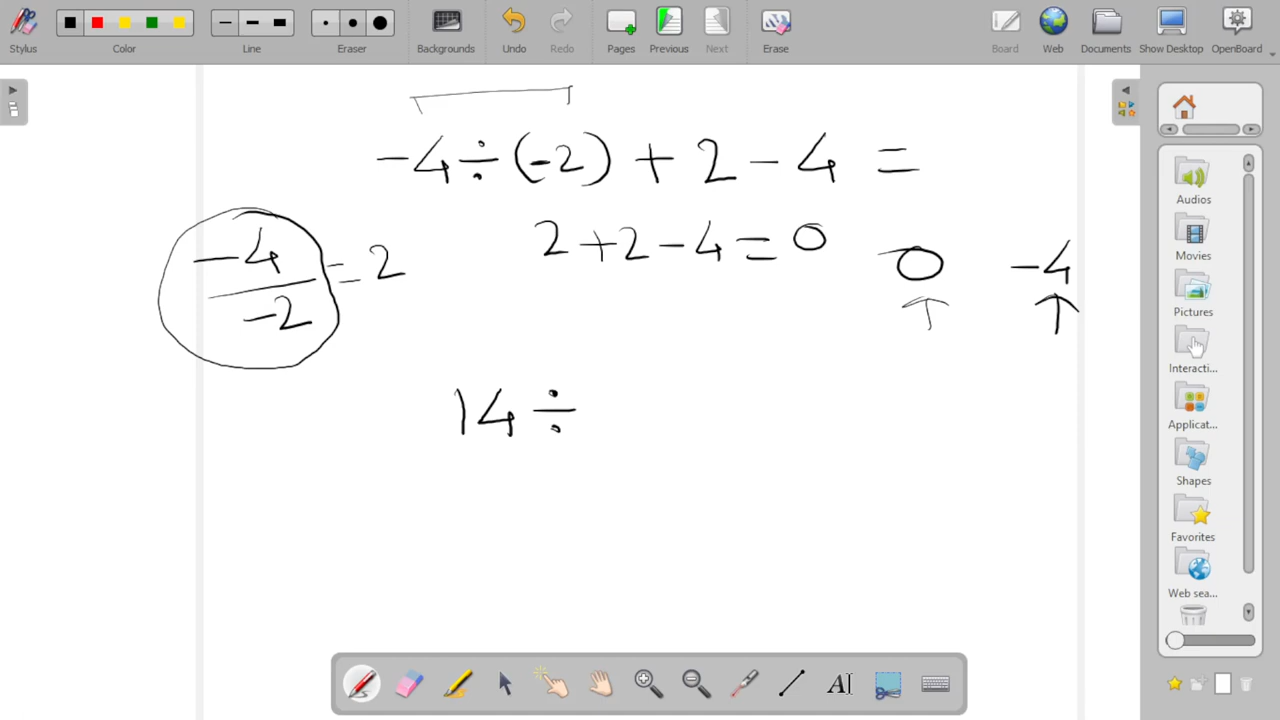 Stylus Color Line Eraser Backgrounds Undo Redo Pages Previous Next Erase Board Web Documents Show Desktop OpenBoard
-4÷(-2)+2-4=
2+2-4=0
-4
-2
=2
0 -4
↑ ↑
14÷
Audios
Movies
Pictures
Interacti...
Applicat...
Shapes
Favorites
Web sea...
AI